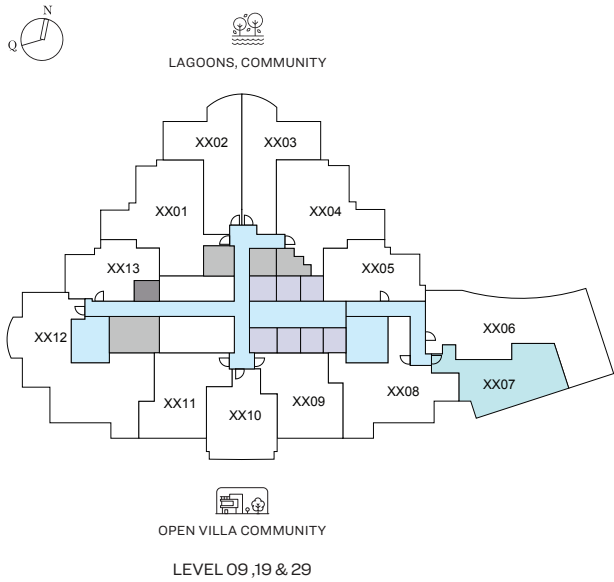 N
Q
LAGOONS, COMMUNITY
XX02 XX03
XX01 XX04
XX13 XX05
XX12 XX06
XX07
XX11 XX10 XX09 XX08
OPEN VILLA COMMUNITY
LEVEL 09 ,19 & 29